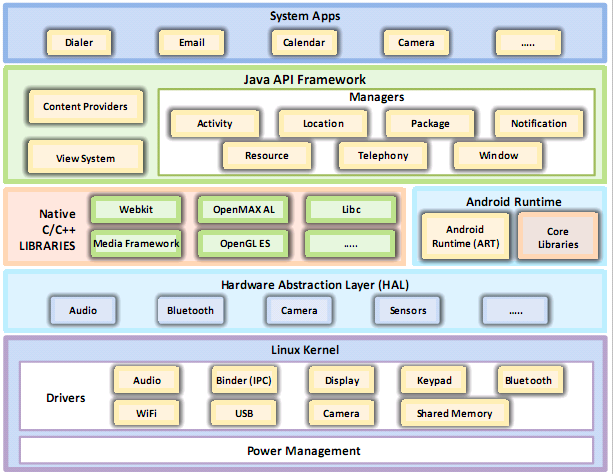 System Apps
Dialer
Email
Calendar
Camera
.....
Java API Framework
Content Providers
View System
Managers
Activity
Location
Package
Notification
Resource
Telephony
Window
Native
C/C++
LIBRARIES
Webkit
OpenMAX AL
Libc
Media Framework
OpenGL ES
.....
Android Runtime
Android
Runtime (ART)
Core
Libraries
Hardware Abstraction Layer (HAL)
Audio
Bluetooth
Camera
Sensors
.....
Linux Kernel
Drivers
Audio
Binder (IPC)
Display
Keypad
Bluetooth
WiFi
USB
Camera
Shared Memory
Power Management